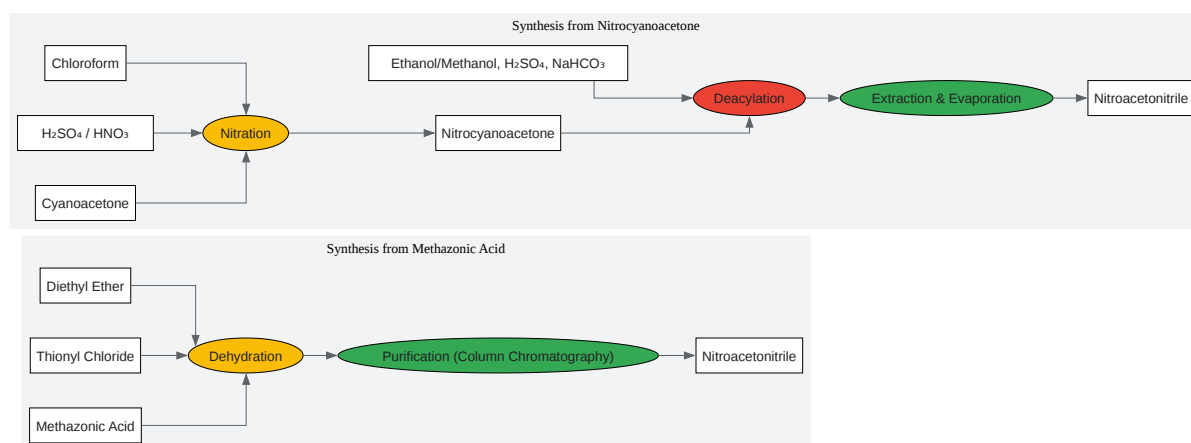 Synthesis from Nitrocyanoacetone
Chloroform
Ethanol/Methanol, H₂SO₄, NaHCO₃
Deacylation
Extraction & Evaporation
Nitroacetonitrile
H₂SO₄ / HNO₃
Nitration
Nitrocyanoacetone
Cyanoacetone
Synthesis from Methazonic Acid
Diethyl Ether
Thionyl Chloride
Dehydration
Purification (Column Chromatography)
Nitroacetonitrile
Methazonic Acid